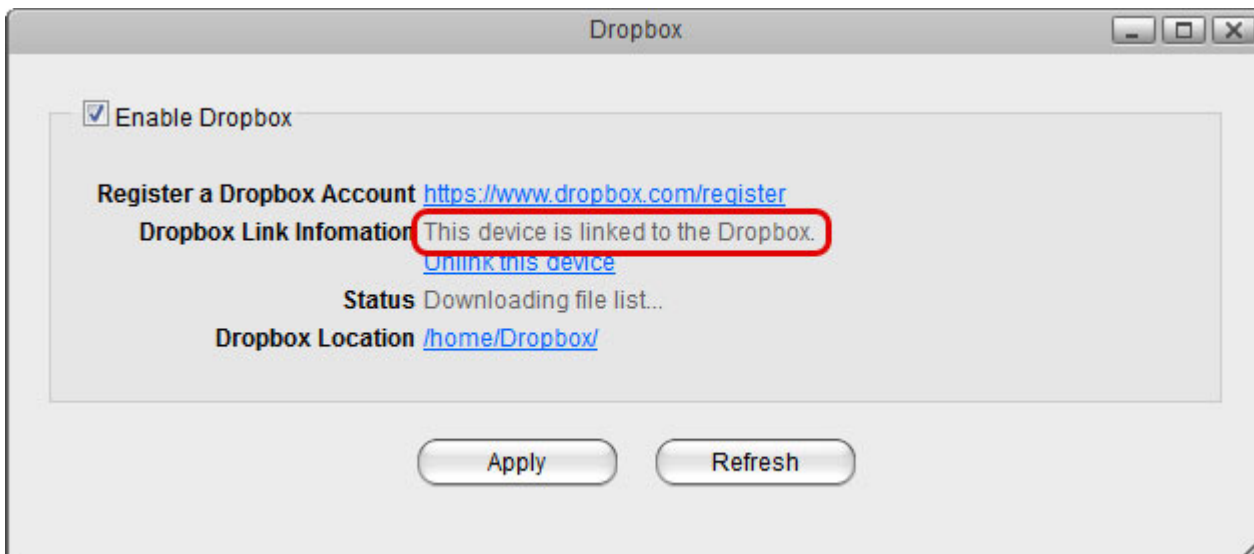 Dropbox
Enable Dropbox
Register a Dropbox Account https://www.dropbox.com/register
Dropbox Link Infomation This device is linked to the Dropbox.
Unlink this device
Status Downloading file list...
Dropbox Location /home/Dropbox/
Apply Refresh